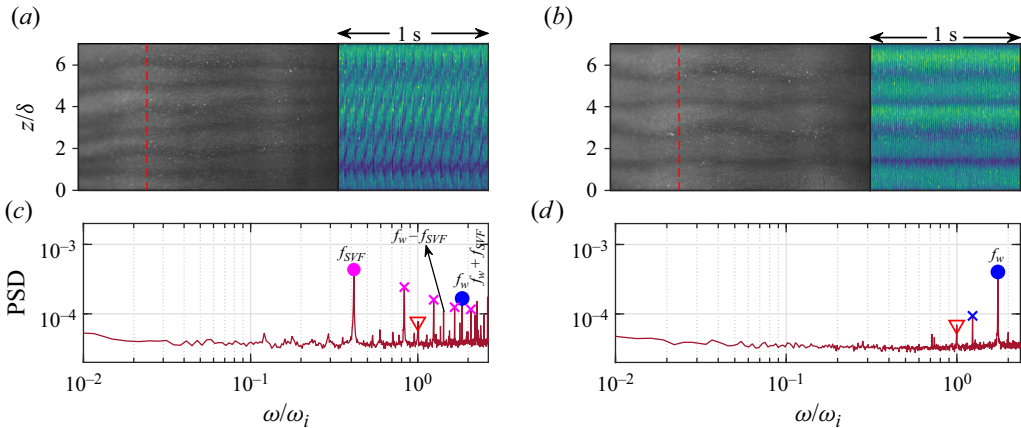 (a) 1 s (b) 1 s
z/δ 6 4 2 0 6 4 2 0
(c) (d)
PSD 10⁻³ 10⁻⁴ f_SVF f_w – f_SVF f_w f_w + f_SVF 10⁻³ 10⁻⁴ f_w
10⁻² 10⁻¹ 10⁰ 10⁻² 10⁻¹ 10⁰
ω/ω_i ω/ω_i